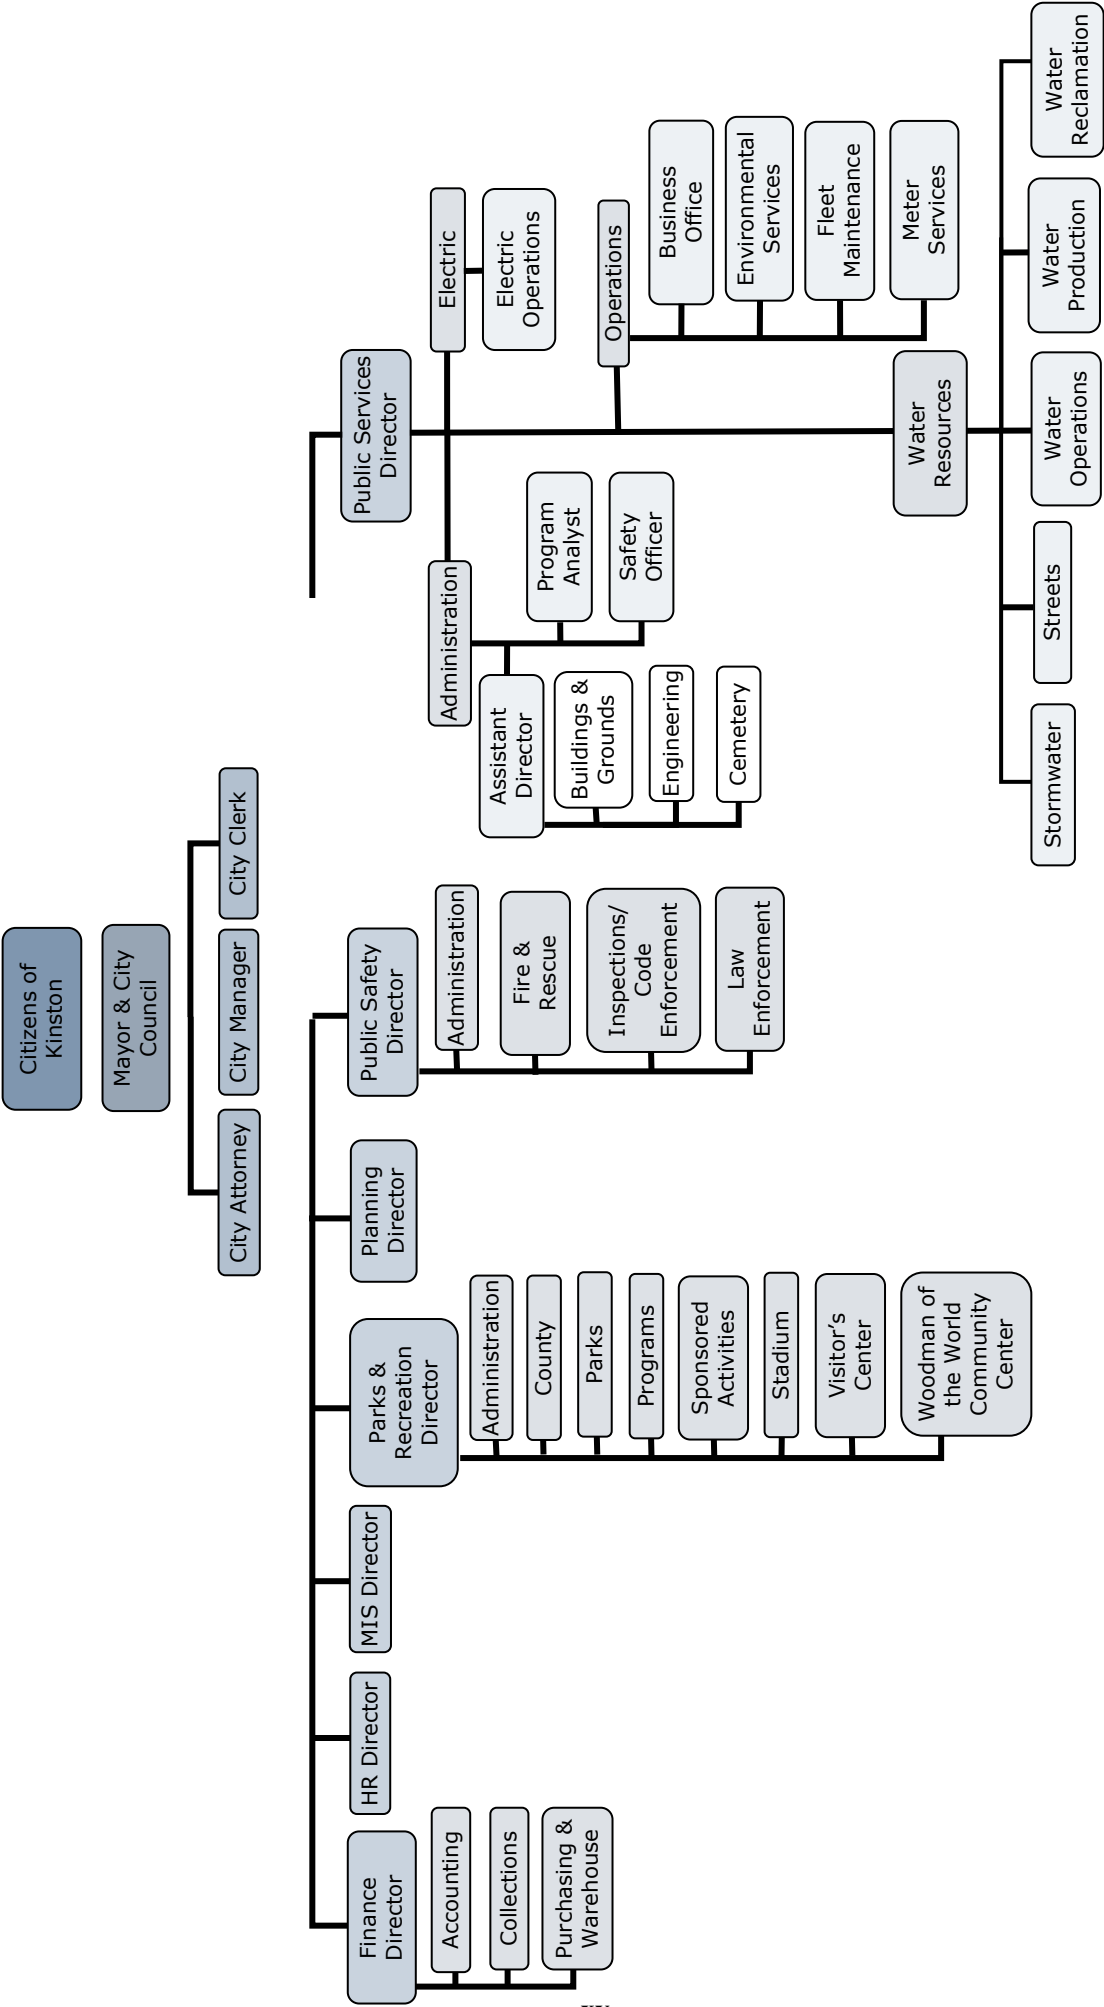 Citizens of
Kinston
Mayor & City
Council
City Attorney
City Manager
City Clerk
Finance
Director
Accounting
Collections
Purchasing &
Warehouse
HR Director
MIS Director
Parks &
Recreation
Director
Administration
County
Parks
Programs
Sponsored
Activities
Stadium
Visitor’s
Center
Woodman of
the World
Community
Center
Planning
Director
Public Safety
Director
Administration
Fire &
Rescue
Inspections/
Code
Enforcement
Law
Enforcement
Public Services
Director
Administration
Assistant
Director
Buildings &
Grounds
Engineering
Cemetery
Program
Analyst
Safety
Officer
Electric
Electric
Operations
Operations
Business
Office
Environmental
Services
Fleet
Maintenance
Meter
Services
Water
Resources
Stormwater
Streets
Water
Operations
Water
Production
Water
Reclamation